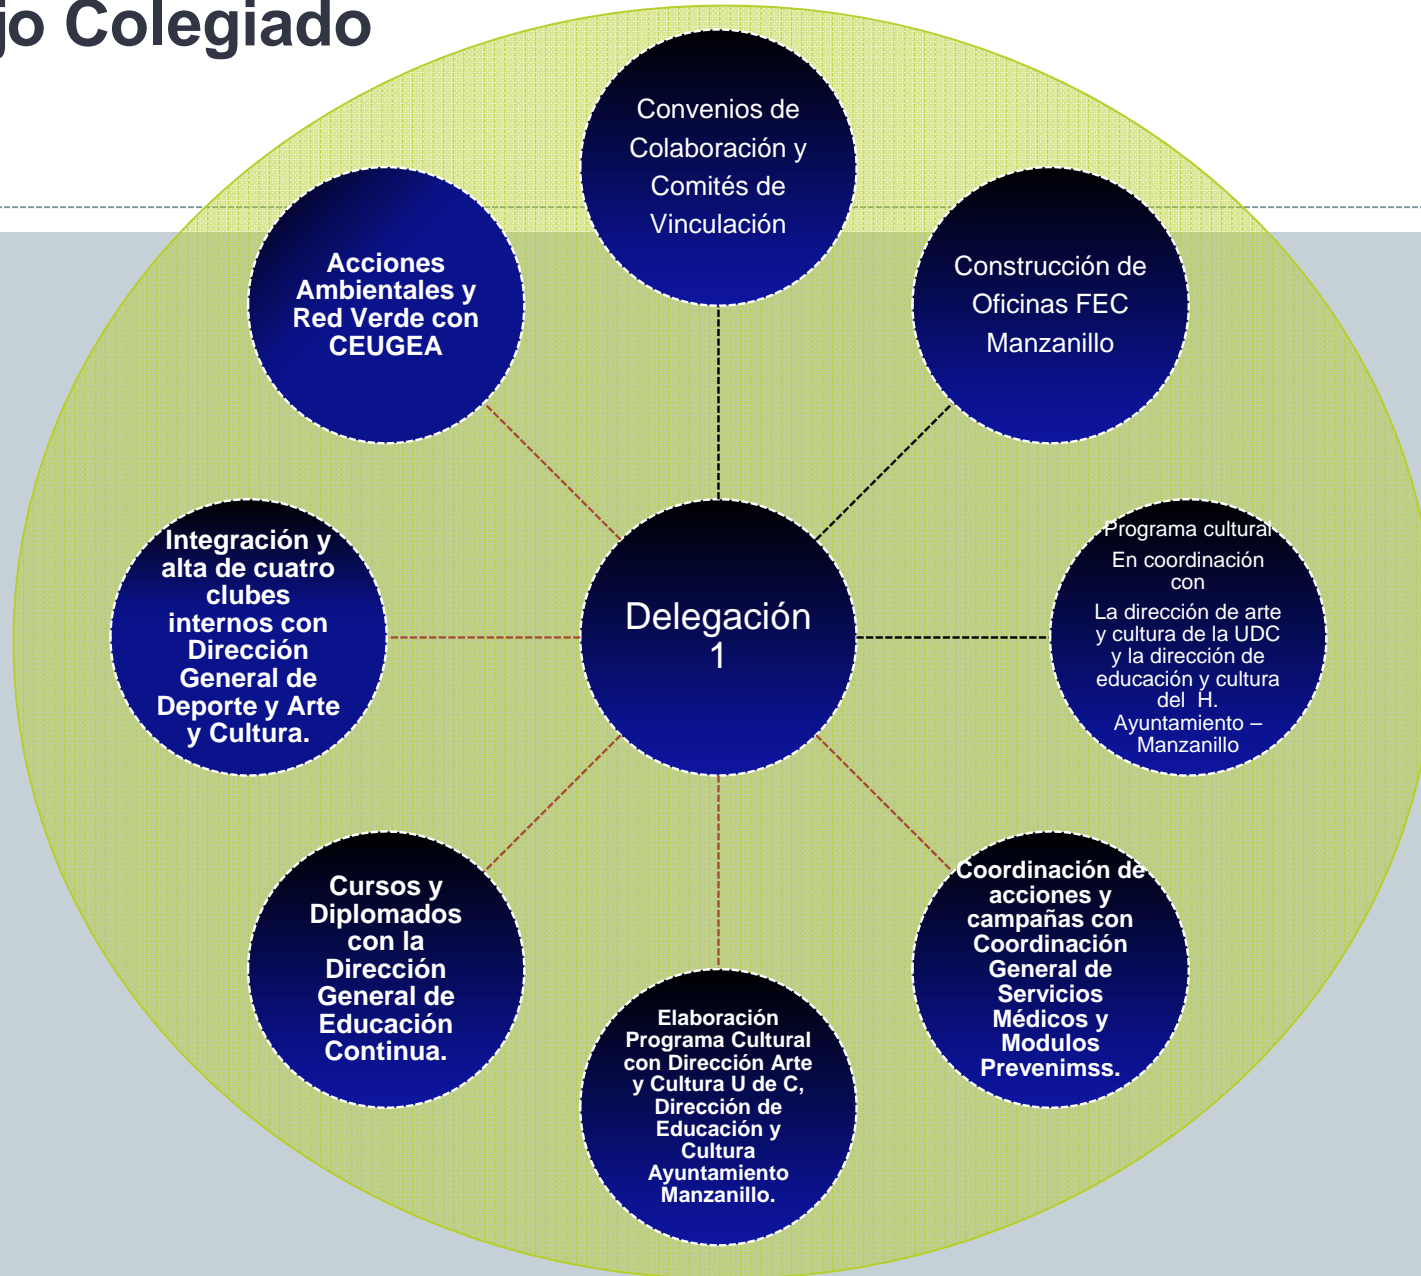 jo Colegiado
Convenios de
Colaboración y
Comités de
Vinculación
Construcción de
Oficinas FEC
Manzanillo
Programa cultural
En coordinación
con
La dirección de arte
y cultura de la UDC
y la dirección de
educación y cultura
del H.
Ayuntamiento –
Manzanillo
Coordinación de
acciones y
campañas con
Coordinación
General de
Servicios
Médicos y
Modulos
Prevenimss.
Elaboración
Programa Cultural
con Dirección Arte
y Cultura U de C,
Dirección de
Educación y
Cultura
Ayuntamiento
Manzanillo.
Cursos y
Diplomados
con la
Dirección
General de
Educación
Continua.
Integración y
alta de cuatro
clubes
internos con
Dirección
General de
Deporte y Arte
y Cultura.
Acciones
Ambientales y
Red Verde con
CEUGEA
Delegación
1